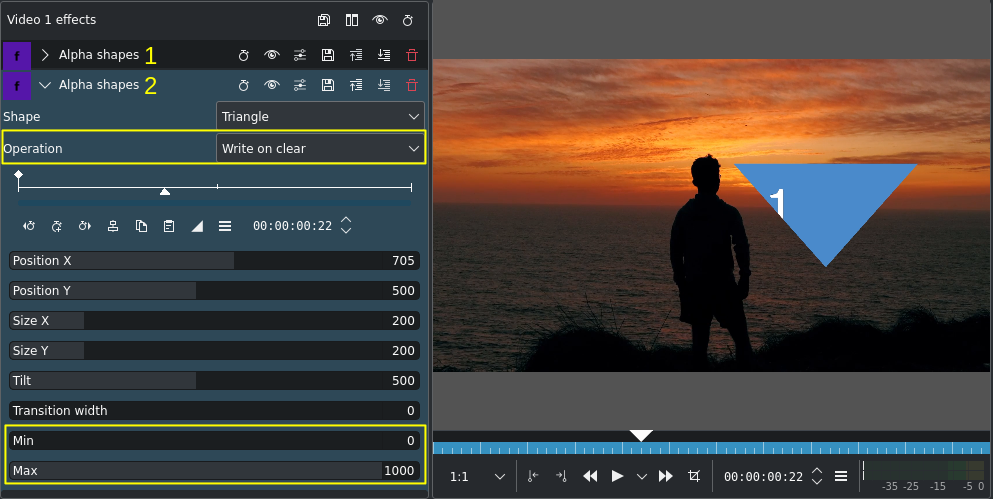 Video 1 effects
f Alpha shapes 1
f Alpha shapes 2
Shape Triangle
Operation Write on clear
00:00:00:22
Position X 705
Position Y 500
Size X 200
Size Y 200
Tilt 500
Transition width 0
Min 0
Max 1000
1
1:1 00:00:00:22
-35 -25 -15 -5 0